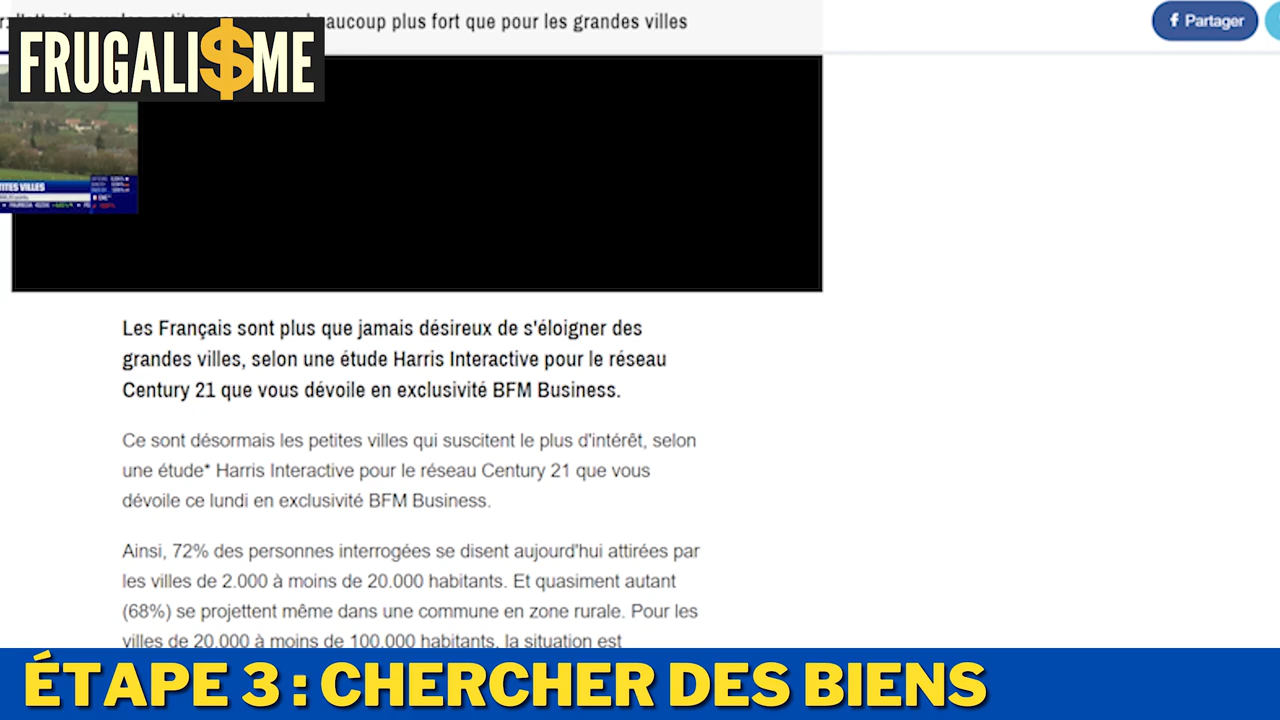 petites communes beaucoup plus fort que pour les grandes villes
Partager
FRUGALI$ME
TITES VILLES
Les Français sont plus que jamais désireux de s'éloigner des
grandes villes, selon une étude Harris Interactive pour le réseau
Century 21 que vous dévoile en exclusivité BFM Business.
Ce sont désormais les petites villes qui suscitent le plus d'intérêt, selon
une étude* Harris Interactive pour le réseau Century 21 que vous
dévoile ce lundi en exclusivité BFM Business.
Ainsi, 72% des personnes interrogées se disent aujourd'hui attirées par
les villes de 2.000 à moins de 20.000 habitants. Et quasiment autant
(68%) se projettent même dans une commune en zone rurale. Pour les
villes de 20.000 à moins de 100.000 habitants, la situation est
ÉTAPE 3 : CHERCHER DES BIENS